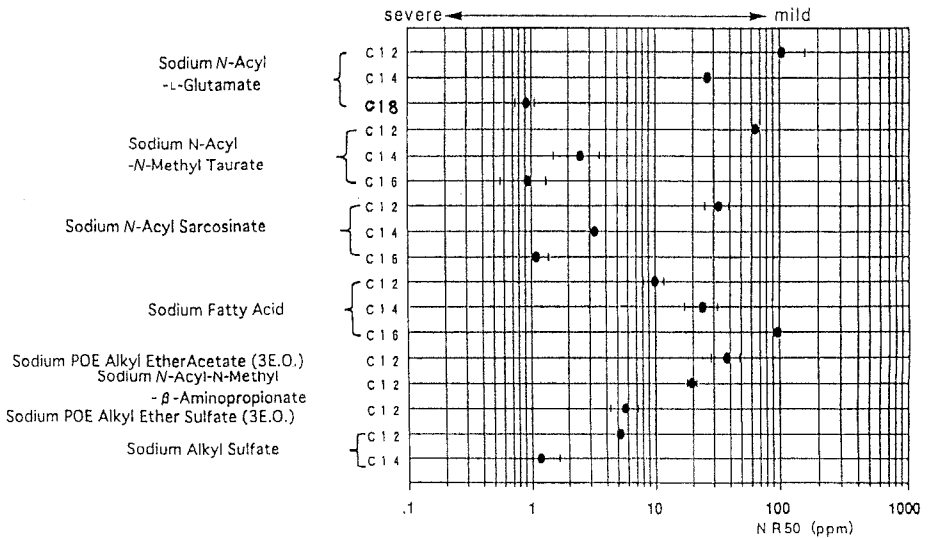 severe mild
Sodium N-Acyl
-L-Glutamate
C12
C14
C18
Sodium N-Acyl
-N-Methyl Taurate
C12
C14
C16
Sodium N-Acyl Sarcosinate
C12
C14
C16
Sodium Fatty Acid
C12
C14
C16
Sodium POE Alkyl EtherAcetate (3E.O.) C12
Sodium N-Acyl-N-Methyl
-β-Aminopropionate
C12
Sodium POE Alkyl Ether Sulfate (3E.O.) C12
Sodium Alkyl Sulfate
C12
C14
.1 1 10 100 1000
NR50 (ppm)